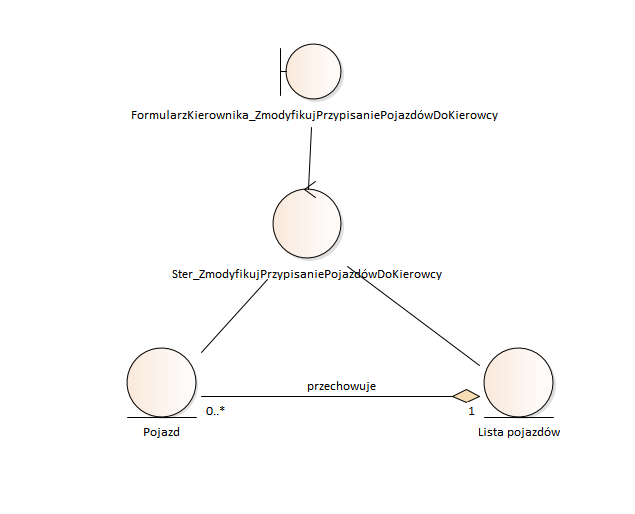 FormularzKierownika_ZmodyfikujPrzypisaniePojazdówDoKierowcy
Ster_ZmodyfikujPrzypisaniePojazdówDoKierowcy
przechowuje
0..*
1
Pojazd
Lista pojazdów